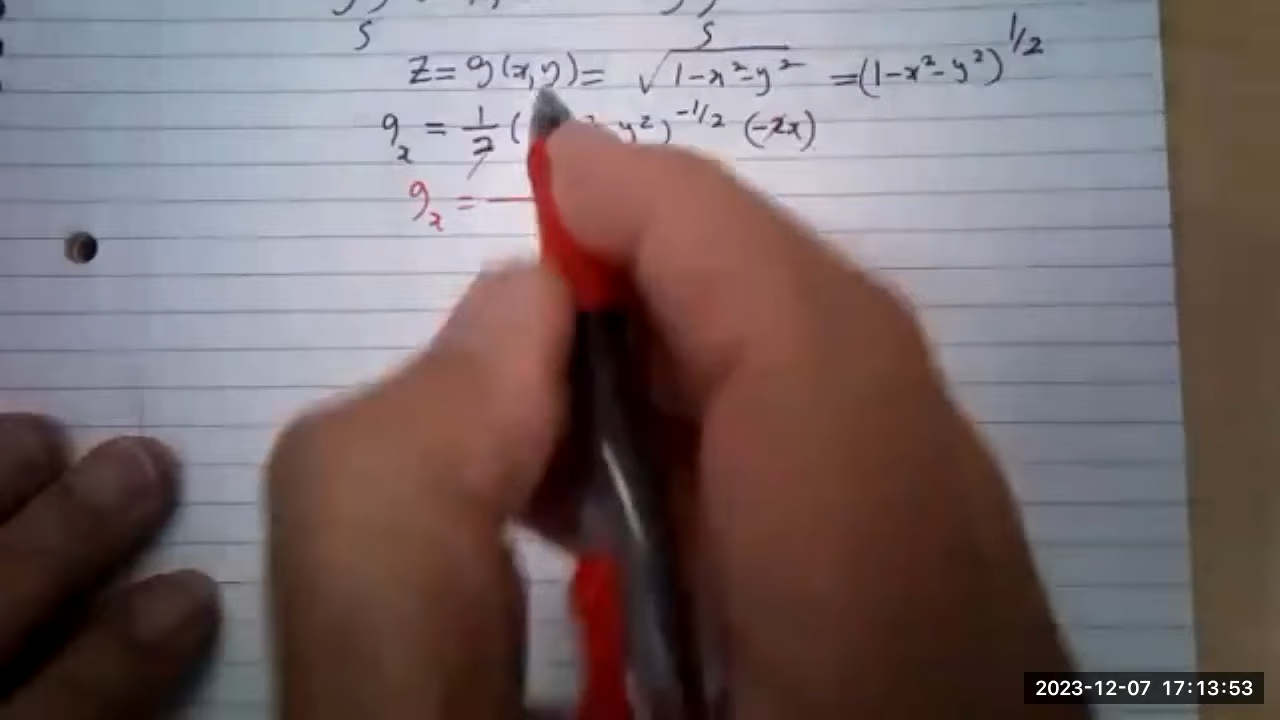 S S
z = g(x,y) = √(1-x²-y²) = (1-x²-y²)^1/2
g_x = 1/2 ( y²)^-1/2 (-2x)
g_x = —
2023-12-07 17:13:53